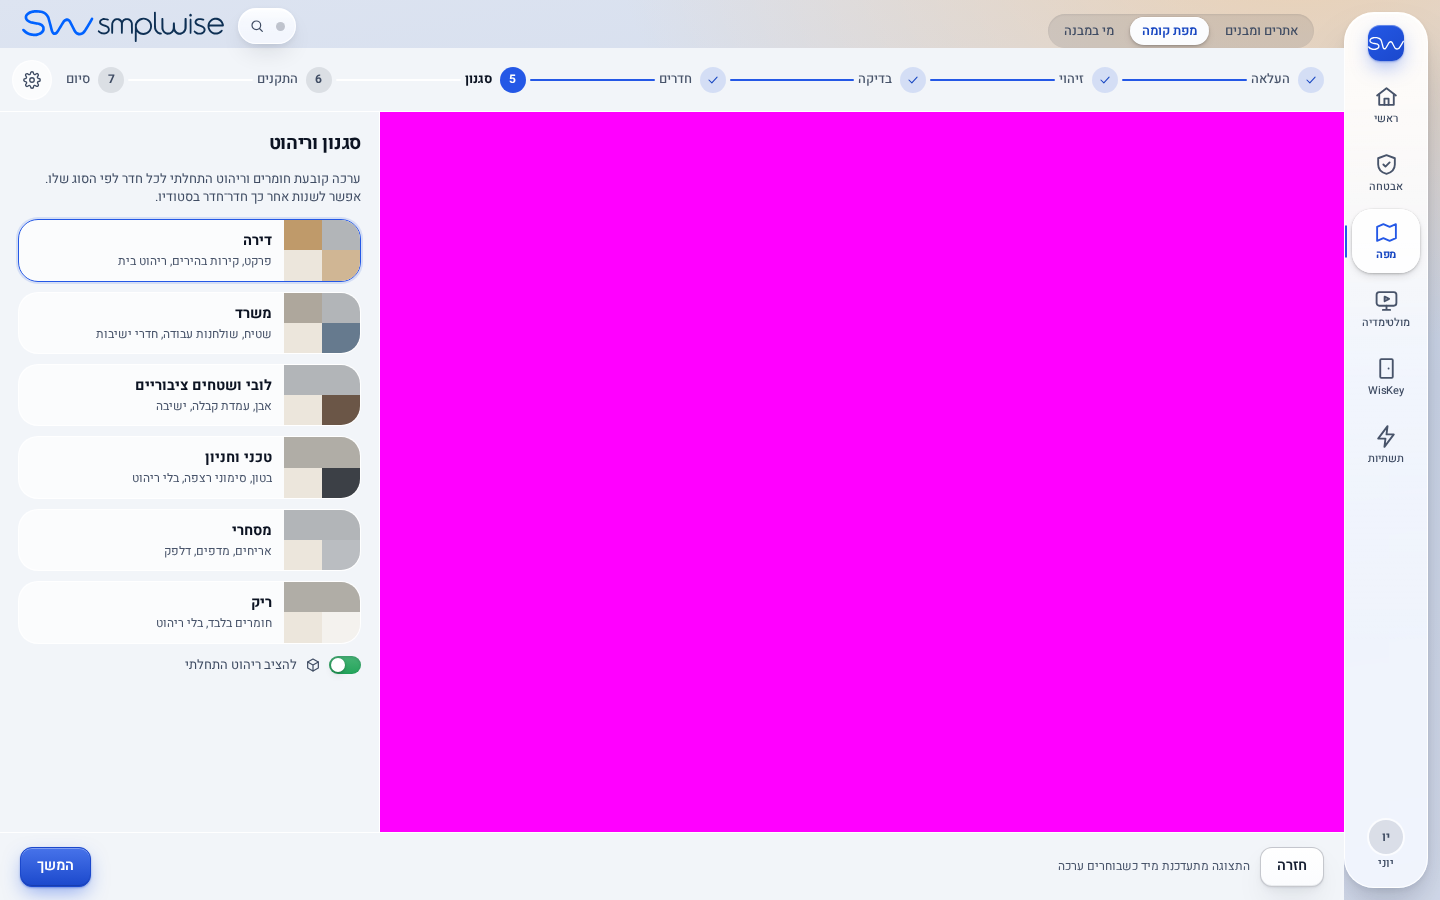 smplwise
אתרים ומבנים
מפת קומה
מי במבנה
SW
העלאה
זיהוי
בדיקה
חדרים
5 סגנון
6 התקנים
7 סיום
ראשי
אבטחה
מפה
מולטימדיה
WisKey
תשתיות
יו
יוני
סגנון וריהוט
ערכה קובעת חומרים וריהוט התחלתי לכל חדר לפי הסוג שלו.
אפשר לשנות אחר כך חדר־חדר בסטודיו.
דירה
פרקט, קירות בהירים, ריהוט בית
משרד
שטיח, שולחנות עבודה, חדרי ישיבות
לובי ושטחים ציבוריים
אבן, עמדת קבלה, ישיבה
טכני וחניון
בטון, סימוני רצפה, בלי ריהוט
מסחרי
אריחים, מדפים, דלפק
ריק
חומרים בלבד, בלי ריהוט
להציב ריהוט התחלתי
חזרה
התצוגה מתעדכנת מיד כשבוחרים ערכה
המשך